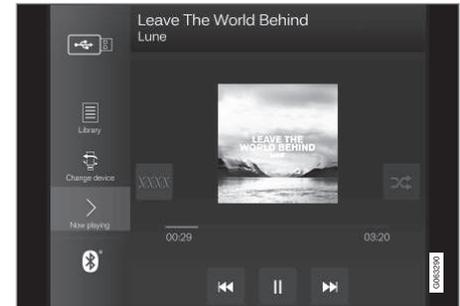 Leave The World Behind
Lune
Library
Change device
Now playing
LEAVE THE
WORLD BEHIND
XXXX
00:29
03:20
G063290